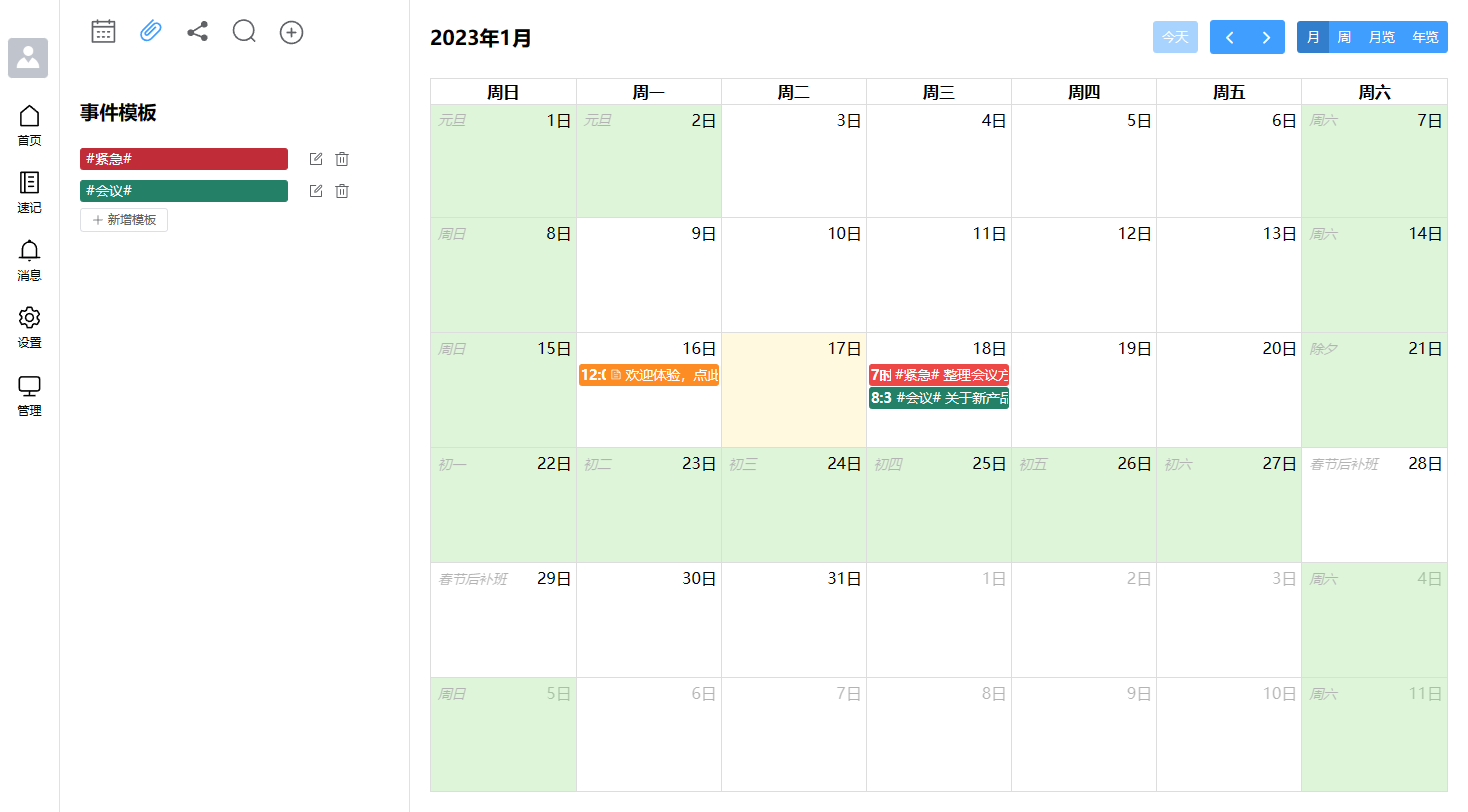 首页
速记
消息
设置
管理
事件模板
#紧急#
#会议#
新增模板
2023年1月
今天
月 周 月览 年览
周日 周一 周二 周三 周四 周五 周六
元旦 1日 元旦 2日 3日 4日 5日 6日 周六 7日
周日 8日 9日 10日 11日 12日 13日 周六 14日
周日 15日 16日 17日 18日 19日 20日 除夕 21日
12:0 欢迎体验，点此
7时 #紧急# 整理会议方
8:3 #会议# 关于新产品
初一 22日 初二 23日 初三 24日 初四 25日 初五 26日 初六 27日 春节后补班 28日
春节后补班 29日 30日 31日 1日 2日 3日 周六 4日
周日 5日 6日 7日 8日 9日 10日 周六 11日